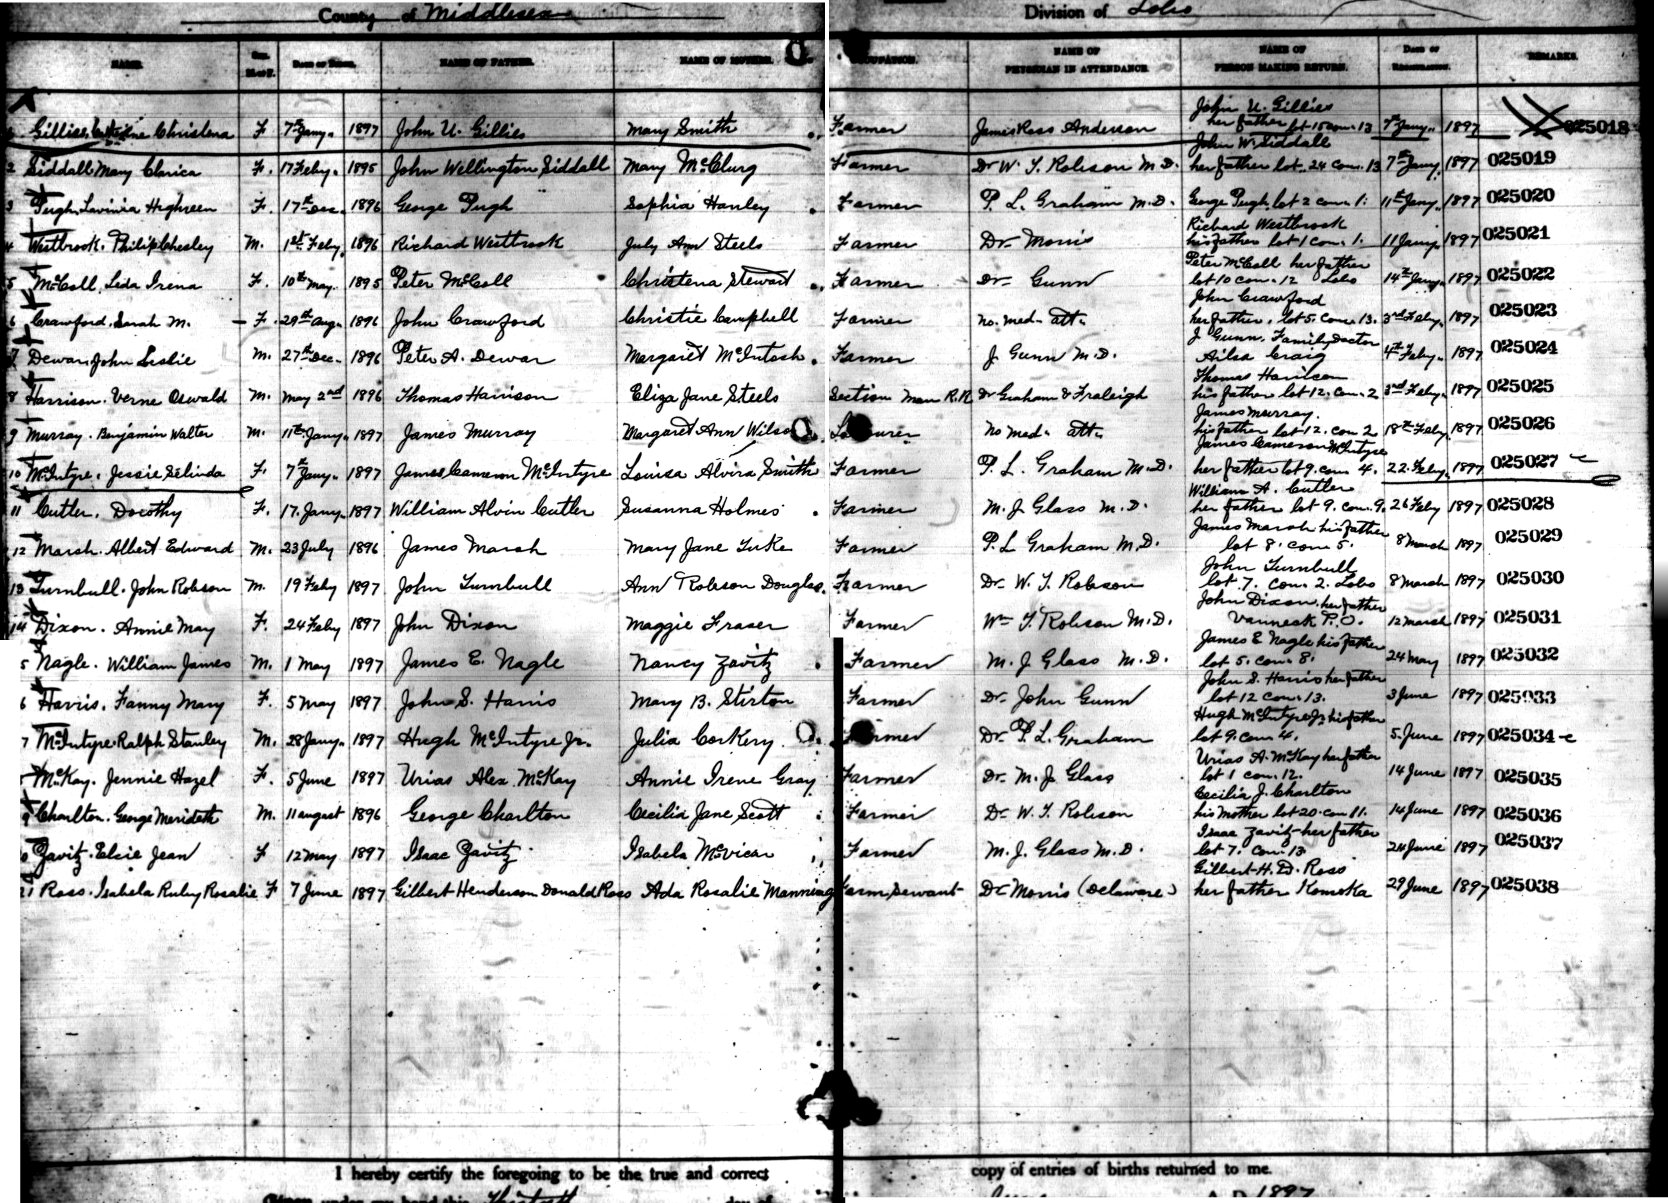 County of Middlesex Division of Lobo
NAME. Sex. M. or F. Date of Birth. NAME OF FATHER. NAME OF MOTHER. OCCUPATION. NAME OF PHYSICIAN IN ATTENDANCE. NAME OF PERSON MAKING RETURN. Date of Registration. REMARKS.
Gillies, Christena F. 7th Jany. 1897 John U. Gillies Mary Smith Farmer James Ross Anderson John U. Gillies her father lot 15 con. 13 7th Jany. 1897 025018
2 Siddall Mary Clarica F. 17 Feby. 1895 John Wellington Siddall Mary McClurg Farmer Dr W. T. Robson M.D. John W. Siddall her father lot 24 con. 13 7th Jany. 1897 025019
3 Pugh, Lavinia F. 17th Dec. 1896 George Pugh Sophia Hanley Farmer P. L. Graham M.D. George Pugh lot 2 con. 1. 11th Jany. 1897 025020
4 Westbrook. Philip Chesley M. 1st Feby. 1896 Richard Westbrook July Ann Steels Farmer Dr Morris Richard Westbrook his father lot 1 con. 1. 11 Jany. 1897 025021
5 McColl, Leda Irena F. 10th May. 1895 Peter McColl Christena Stewart Farmer Dr Gunn Peter McColl her father lot 10 con. 12 Lobo 14th Jany. 1897 025022
6 Crawford. Sarah M. F. 29th Aug. 1896 John Crawford Christie Campbell Farmer no. med. att. John Crawford her father. lot 5. con. 13. 3rd Feby. 1897 025023
7 Dewar, John Leslie M. 27th Dec. 1896 Peter A. Dewar Margaret McIntosh. Farmer J. Gunn M.D. J. Gunn, Family Doctor Ailsa Craig 4th Feby. 1897 025024
8 Harrison. Verne Oswald M. May 2nd 1896 Thomas Harrison Eliza Jane Steels Section Man R.R. Dr Graham & Fraleigh Thomas Harrison his father lot 12. con. 2 3rd Feby. 1897 025025
9 Murray. Benjamin Walter M. 11th Jany. 1897 James Murray Margaret Ann Wilson Labourer No med. att. James Murray. his father lot 12. con. 2 18th Feby. 1897 025026
10 McIntyre. Jessie Selinda F. 7th Jany. 1897 James Cameron McIntyre Louisa Alvira Smith Farmer P. L. Graham M.D. James Cameron McIntyre her father lot 9. con. 4. 22. Feby. 1897 025027
11 Cutler. Dorothy F. 17. Jany. 1897 William Alvin Cutler Susanna Holmes Farmer M. J. Glass M.D. William A. Cutler her father lot 9. con. 9. 26 Feby 1897 025028
12 Marsh. Albert Edward M. 23 July 1896 James Marsh Mary Jane Tuke Farmer P. L Graham M.D. James Marsh his father lot 8. con 5. 8 March 1897 025029
13 Turnbull. John Robson M. 19 Feby 1897 John Turnbull Ann Robson Douglas. Farmer Dr. W. T. Robson John Turnbull lot 7. con. 2. Lobo 8 March 1897 025030
14 Dixon. Annie May F. 24 Feby 1897 John Dixon Maggie Fraser Farmer Wm T. Robson M.D. John Dixon. her father Vanneck P.O. 12 March 1897 025031
5 Nagle. William James M. 1 May 1897 James E. Nagle Nancy Zavitz Farmer M. J Glass M.D. James E Nagle his father lot 5. con. 8. 24 May 1897 025032
6 Harris. Fanny Mary F. 5 May 1897 John S. Harris Mary B. Stirton Farmer Dr. John Gunn John S. Harris her father lot 12 con. 13. 3 June 1897 025033
7 McIntyre Ralph Stanley M. 28 Jany. 1897 Hugh McIntyre Jr. Julia Corkery. Farmer Dr. P. L. Graham Hugh McIntyre Jr his father lot 9. con 4. 5. June 1897 025034
McKay. Jennie Hazel F. 5 June 1897 Urias Alex McKay Annie Irene Gray Farmer Dr. M. J Glass Urias A. McKay her father lot 1 con. 12. 14 June 1897 025035
9 Charlton. George Merideth M. 11 August 1896 George Charlton Cecilia Jane Scott Farmer Dr W. T. Robson Cecilia J. Charlton his Mother lot 20. con 11. 14 June 1897 025036
Zavitz. Elsie Jean F 12 May 1897 Isaac Zavitz Isabela McVicar Farmer M. J. Glass M.D. Isaac Zavitz her father lot 7. con. 13 24 June 1897 025037
21 Ross. Isabela Ruby Rosalie F 7 June 1897 Gilbert Henderson Donald Ross Ada Rosalie Manning Farm, Servant Dr Morris (Delaware) Gilbert H. D. Ross her father Komoka 29 June 1897 025038
I hereby certify the foregoing to be the true and correct copy of entries of births returned to me.
Given under my hand this Thirtieth day of A. D. 1897